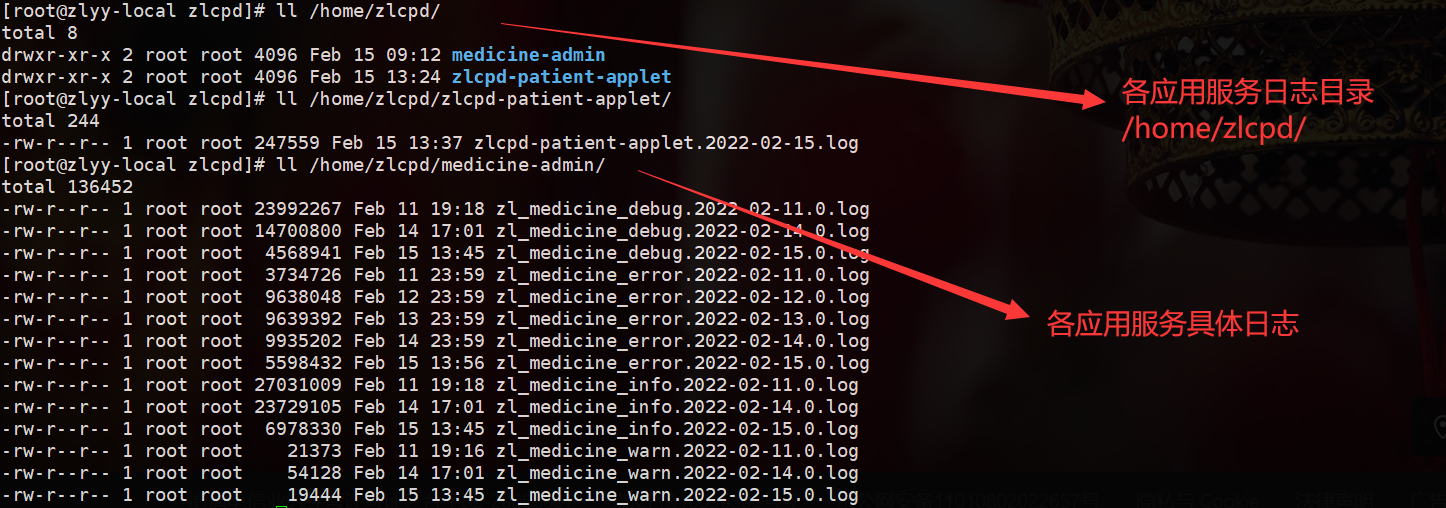 [root@zlyy-local zlcpd]# ll /home/zlcpd/
total 8
drwxr-xr-x 2 root root 4096 Feb 15 09:12 medicine-admin
drwxr-xr-x 2 root root 4096 Feb 15 13:24 zlcpd-patient-applet
[root@zlyy-local zlcpd]# ll /home/zlcpd/zlcpd-patient-applet/
total 244
-rw-r--r-- 1 root root 247559 Feb 15 13:37 zlcpd-patient-applet.2022-02-15.log
[root@zlyy-local zlcpd]# ll /home/zlcpd/medicine-admin/
total 136452
-rw-r--r-- 1 root root 23992267 Feb 11 19:18 zl_medicine_debug.2022-02-11.0.log
-rw-r--r-- 1 root root 14700800 Feb 14 17:01 zl_medicine_debug.2022-02-14.0.log
-rw-r--r-- 1 root root  4568941 Feb 15 13:45 zl_medicine_debug.2022-02-15.0.log
-rw-r--r-- 1 root root  3734726 Feb 11 23:59 zl_medicine_error.2022-02-11.0.log
-rw-r--r-- 1 root root  9638048 Feb 12 23:59 zl_medicine_error.2022-02-12.0.log
-rw-r--r-- 1 root root  9639392 Feb 13 23:59 zl_medicine_error.2022-02-13.0.log
-rw-r--r-- 1 root root  9935202 Feb 14 23:59 zl_medicine_error.2022-02-14.0.log
-rw-r--r-- 1 root root  5598432 Feb 15 13:56 zl_medicine_error.2022-02-15.0.log
-rw-r--r-- 1 root root 27031009 Feb 11 19:18 zl_medicine_info.2022-02-11.0.log
-rw-r--r-- 1 root root 23729105 Feb 14 17:01 zl_medicine_info.2022-02-14.0.log
-rw-r--r-- 1 root root  6978330 Feb 15 13:45 zl_medicine_info.2022-02-15.0.log
-rw-r--r-- 1 root root    21373 Feb 11 19:16 zl_medicine_warn.2022-02-11.0.log
-rw-r--r-- 1 root root    54128 Feb 14 17:01 zl_medicine_warn.2022-02-14.0.log
-rw-r--r-- 1 root root    19444 Feb 15 13:45 zl_medicine_warn.2022-02-15.0.log
各应用服务日志目录
/home/zlcpd/
各应用服务具体日志